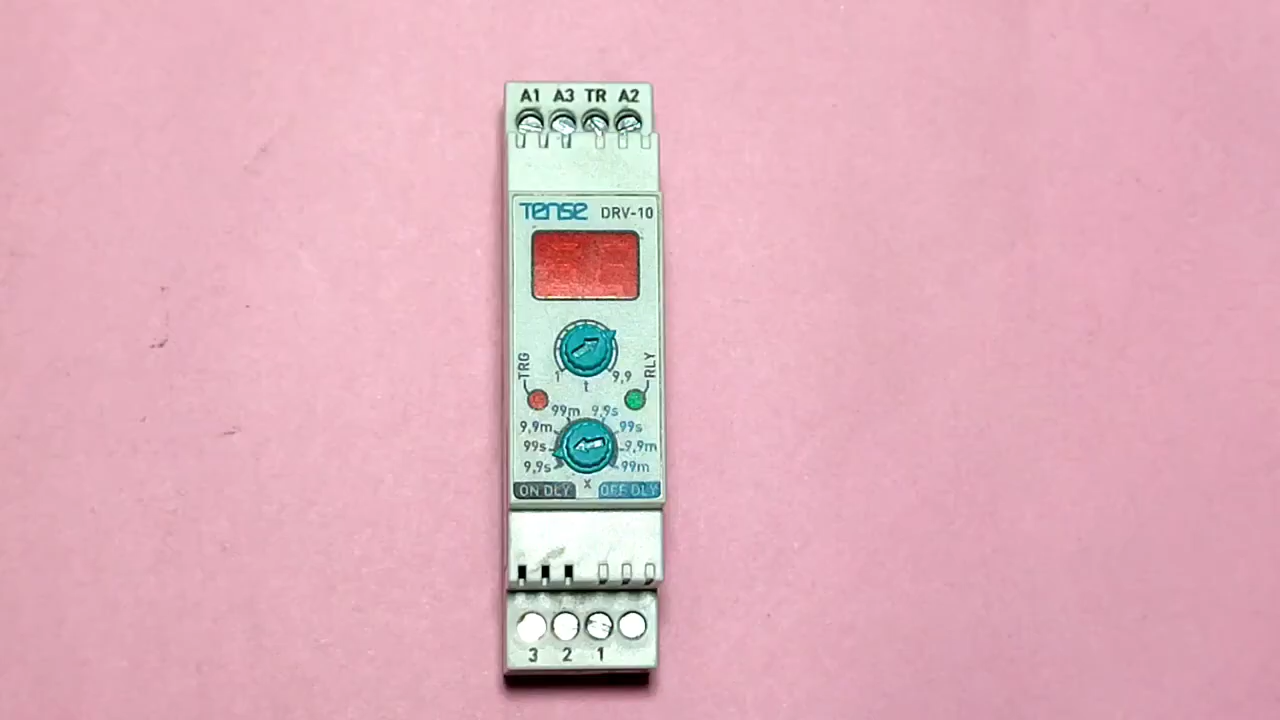 A1 A3 TR A2
TENSE DRV-10
TRG RLY
1 t 9,9
99m 9,9s
9,9m 99s
99s 9,9m
9,9s 99m
x
ON DLY OFF DLY
3 2 1